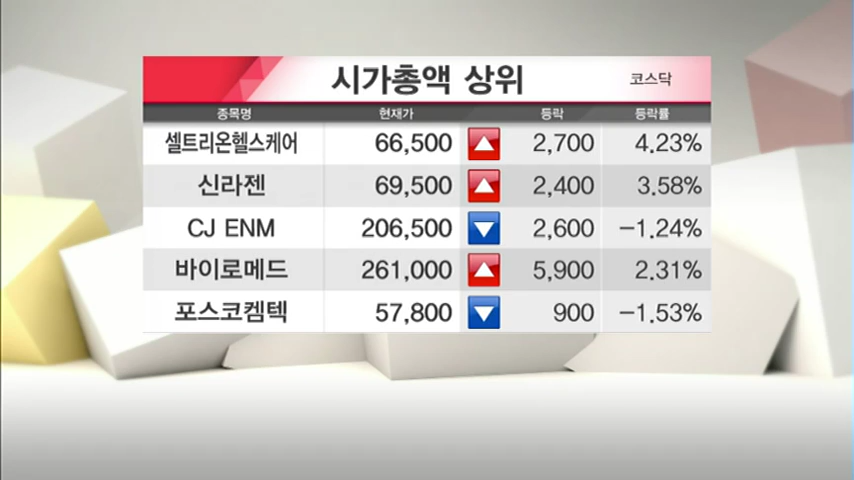 시가총액 상위 코스닥
종목명 현재가 등락 등락률
셀트리온헬스케어 66,500 ▲ 2,700 4.23%
신라젠 69,500 ▲ 2,400 3.58%
CJ ENM 206,500 ▼ 2,600 -1.24%
바이로메드 261,000 ▲ 5,900 2.31%
포스코켐텍 57,800 ▼ 900 -1.53%